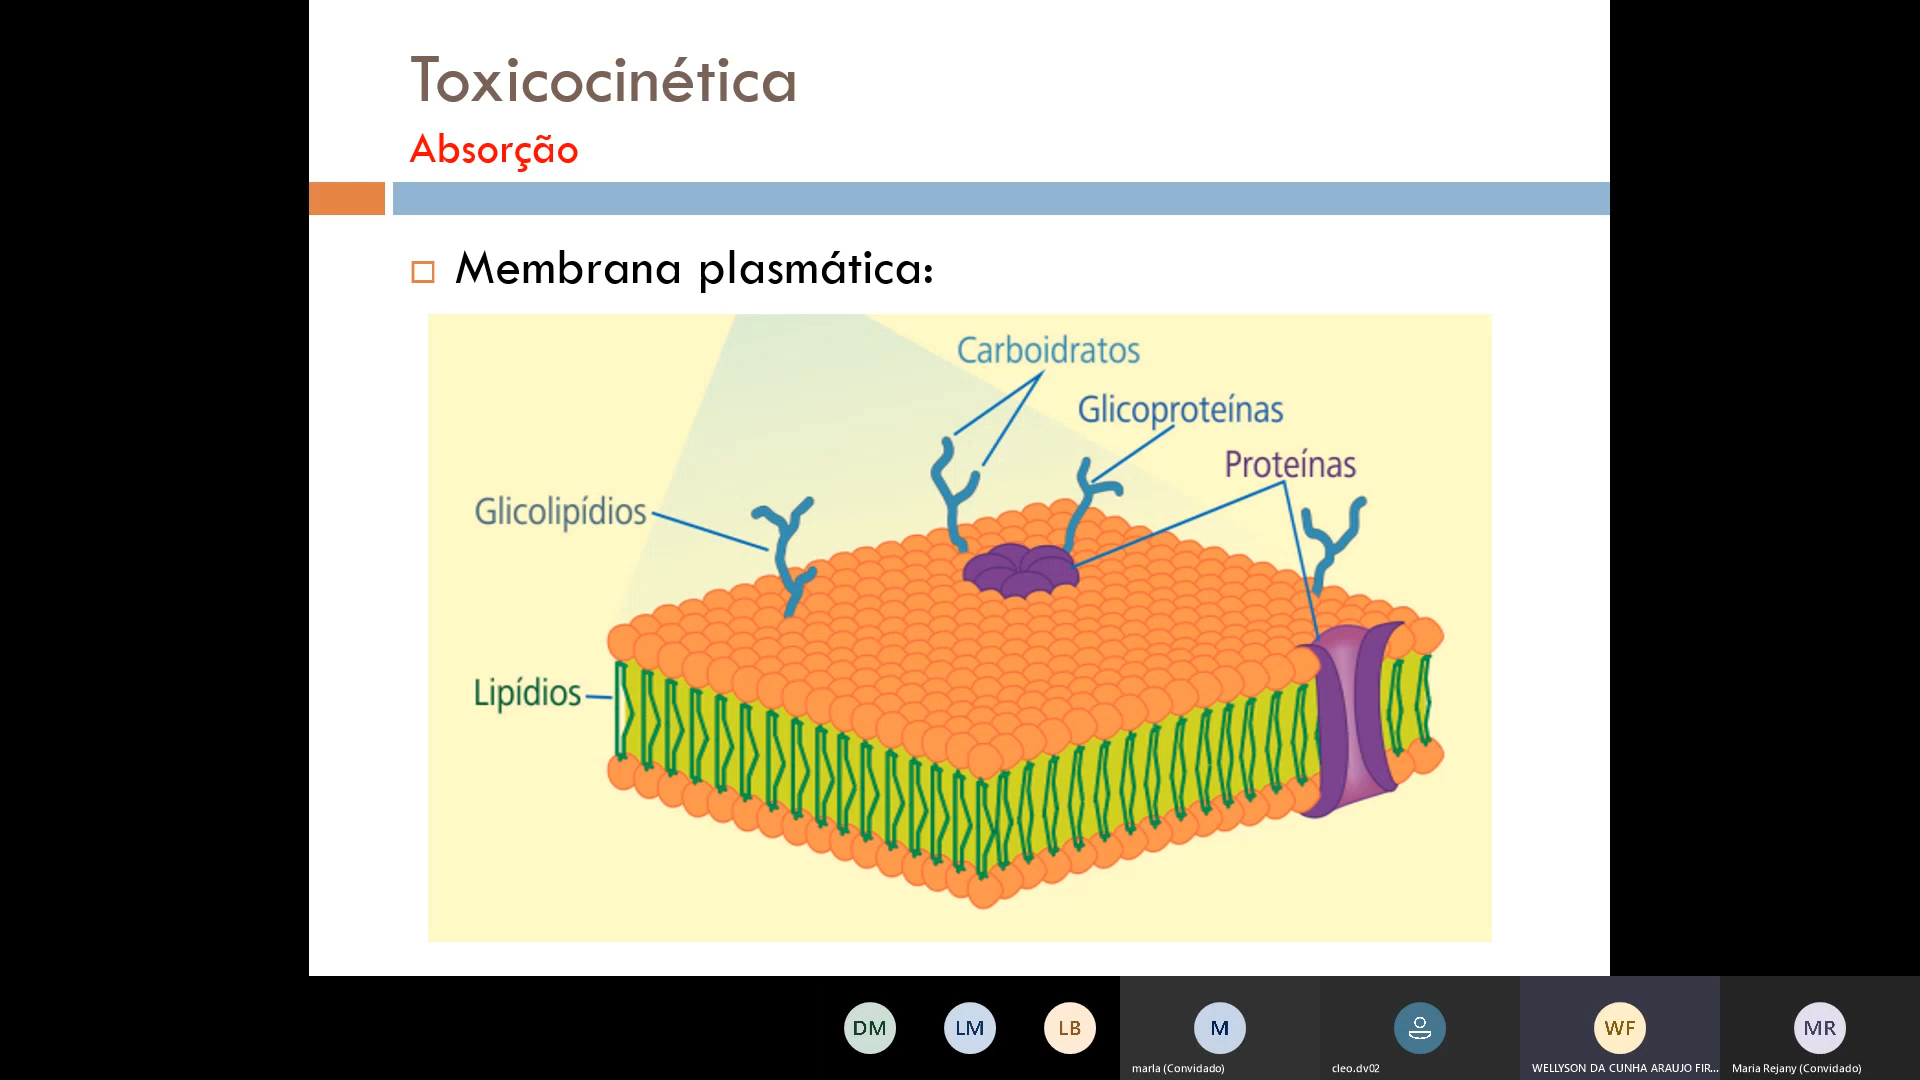 Toxicocinética
Absorção
Membrana plasmática:
Carboidratos
Glicoproteínas
Proteínas
Glicolipídios
Lipídios
DM
LM
LB
M
WF
MR
marla (Convidado)
cleo.dv02
WELLYSON DA CUNHA ARAUJO FIR...
Maria Rejany (Convidado)